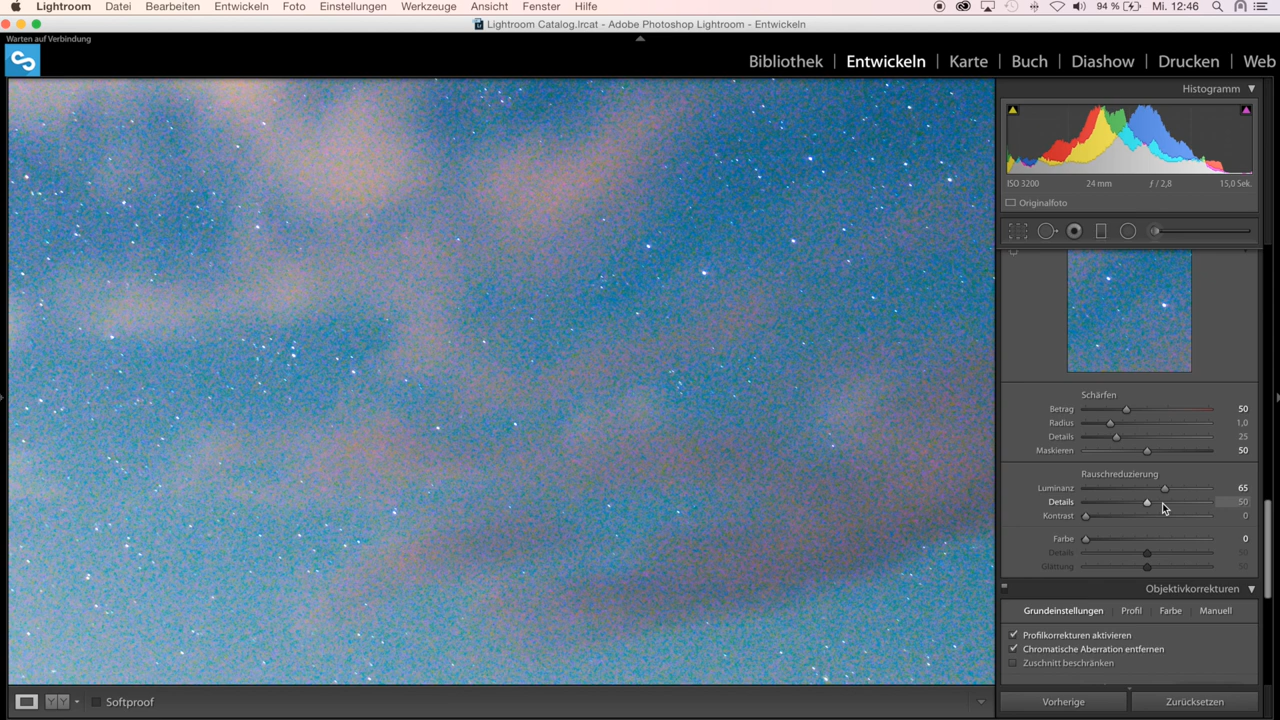 Lightroom Datei Bearbeiten Entwickeln Foto Einstellungen Werkzeuge Ansicht Fenster Hilfe 94 % Mi. 12:46
Lightroom Catalog.lrcat - Adobe Photoshop Lightroom - Entwickeln
Warten auf Verbindung
Bibliothek | Entwickeln | Karte | Buch | Diashow | Drucken | Web
Histogramm
ISO 3200 24 mm ƒ / 2,8 15,0 Sek.
Originalfoto
Schärfen
Betrag 50
Radius 1,0
Details 25
Maskieren 50
Rauschreduzierung
Luminanz 65
Details 50
Kontrast 0
Farbe 0
Details 50
Glättung 50
Objektivkorrekturen
Grundeinstellungen Profil Farbe Manuell
Profilkorrekturen aktivieren
Chromatische Aberration entfernen
Zuschnitt beschränken
YY Softproof Vorherige Zurücksetzen